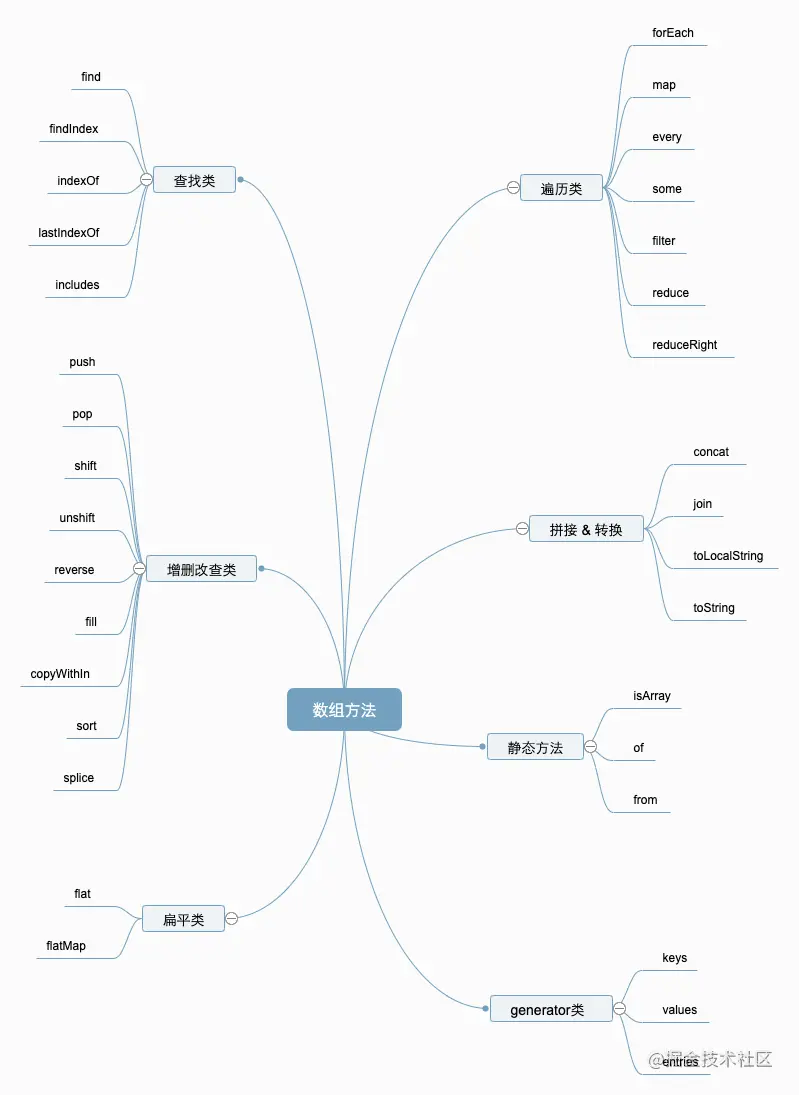 数组方法
查找类
find
findIndex
indexOf
lastIndexOf
includes
增删改查类
push
pop
shift
unshift
reverse
fill
copyWithIn
sort
splice
扁平类
flat
flatMap
遍历类
forEach
map
every
some
filter
reduce
reduceRight
拼接 & 转换
concat
join
toLocalString
toString
静态方法
isArray
of
from
generator类
keys
values
entries
@掘金技术社区